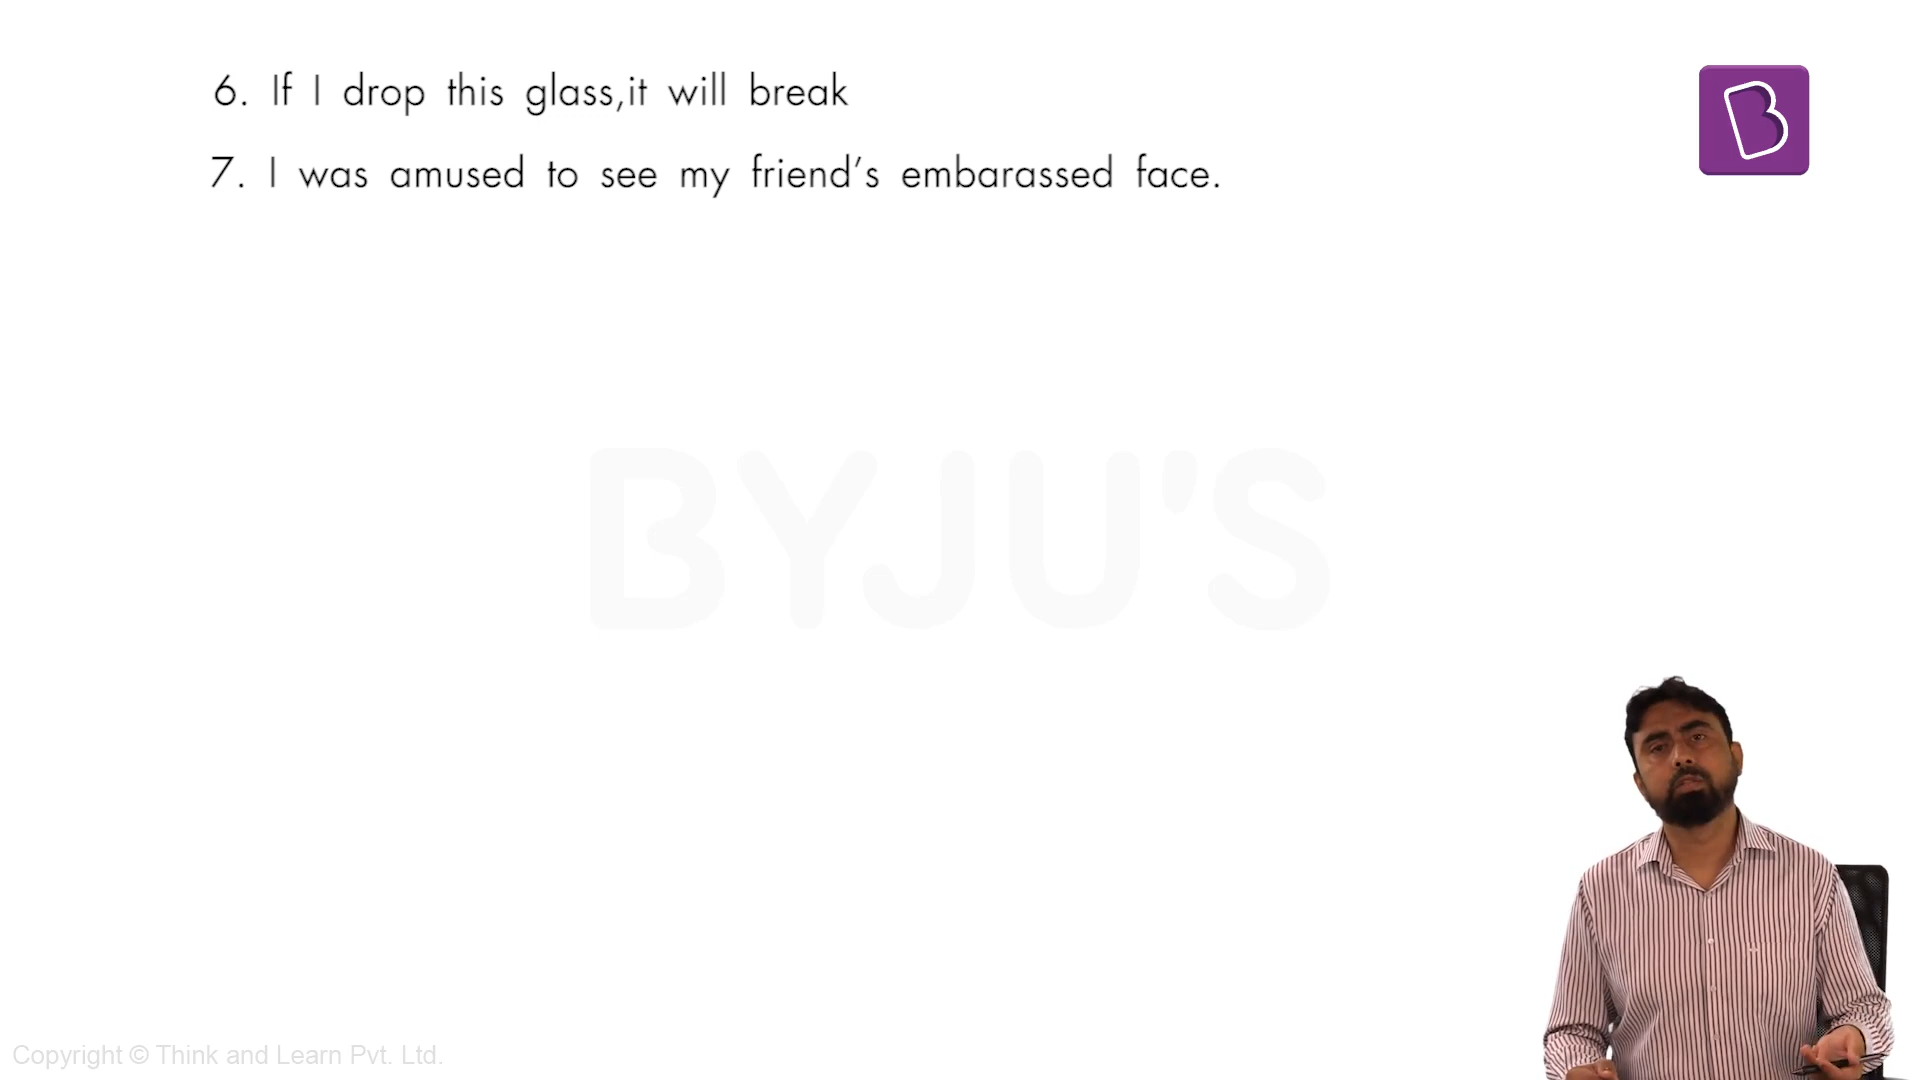 6. If I drop this glass,it will break
7. I was amused to see my friend’s embarassed face.
BYJU'S
Copyright © Think and Learn Pvt. Ltd.